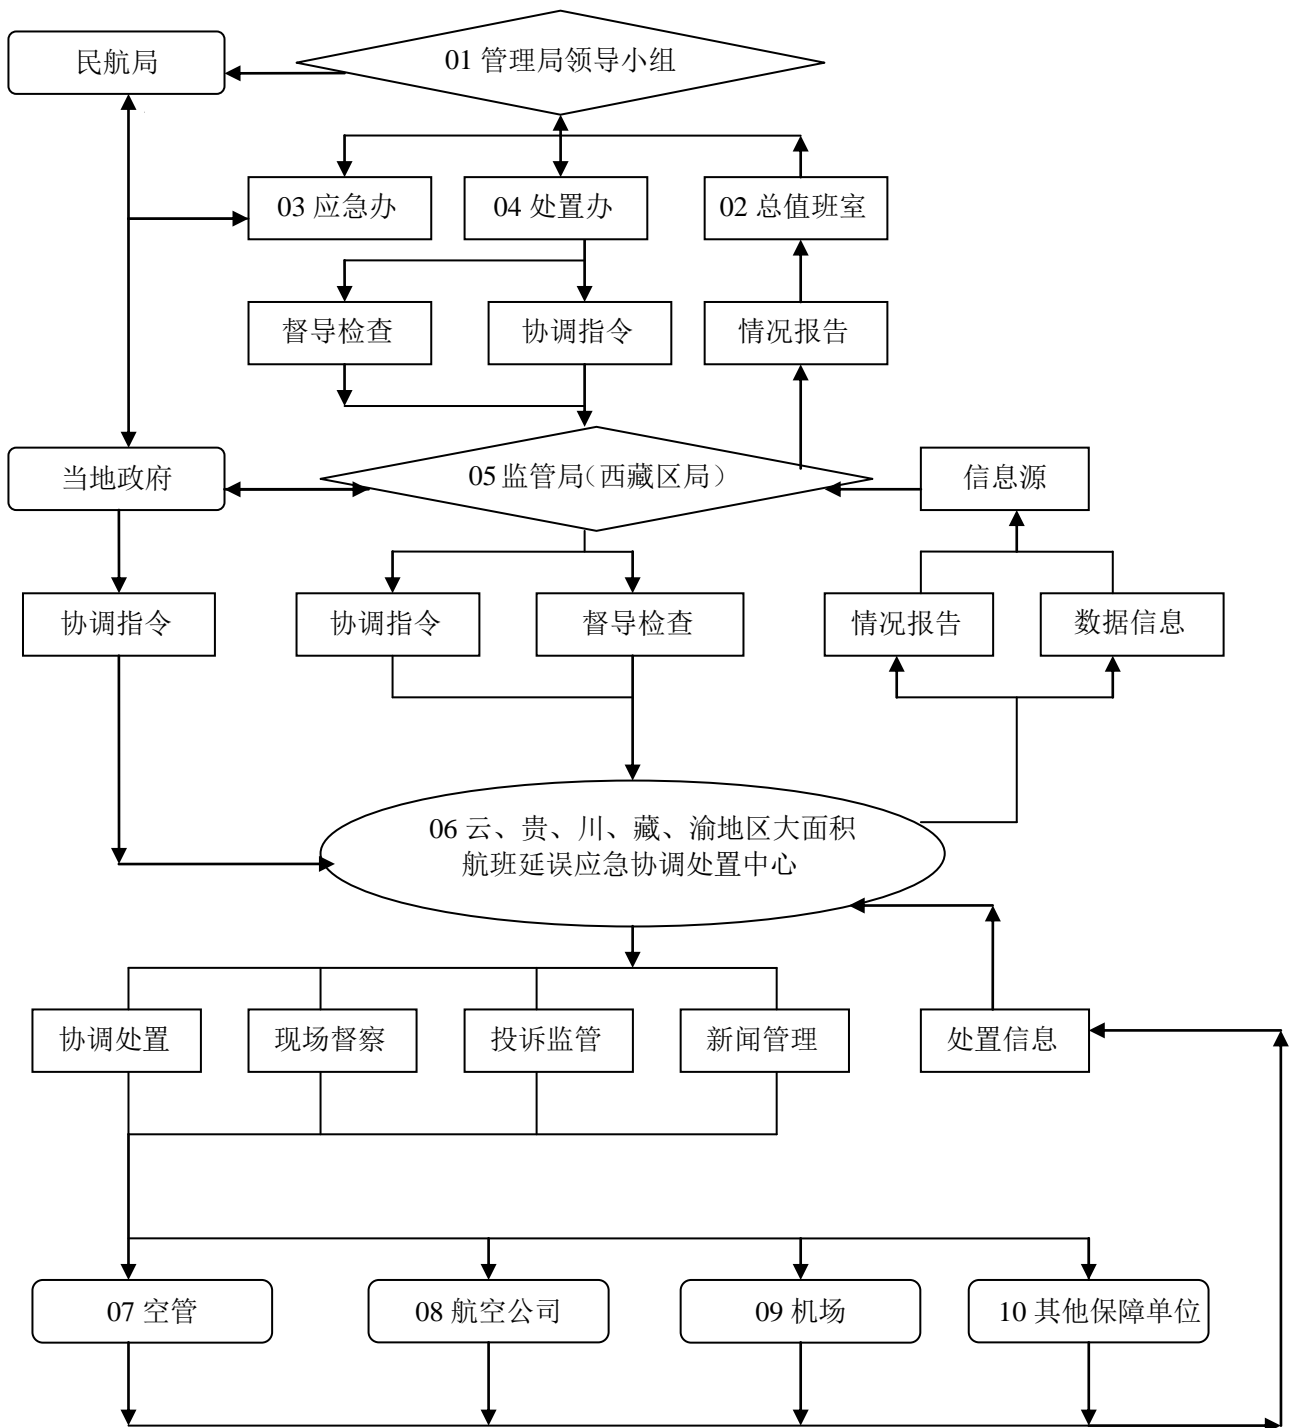 民航局
01 管理局领导小组
03 应急办
04 处置办
02 总值班室
督导检查
协调指令
情况报告
当地政府
05 监管局（西藏区局）
信息源
协调指令
协调指令
督导检查
情况报告
数据信息
06 云、贵、川、藏、渝地区大面积
航班延误应急协调处置中心
协调处置
现场督察
投诉监管
新闻管理
处置信息
07 空管
08 航空公司
09 机场
10 其他保障单位